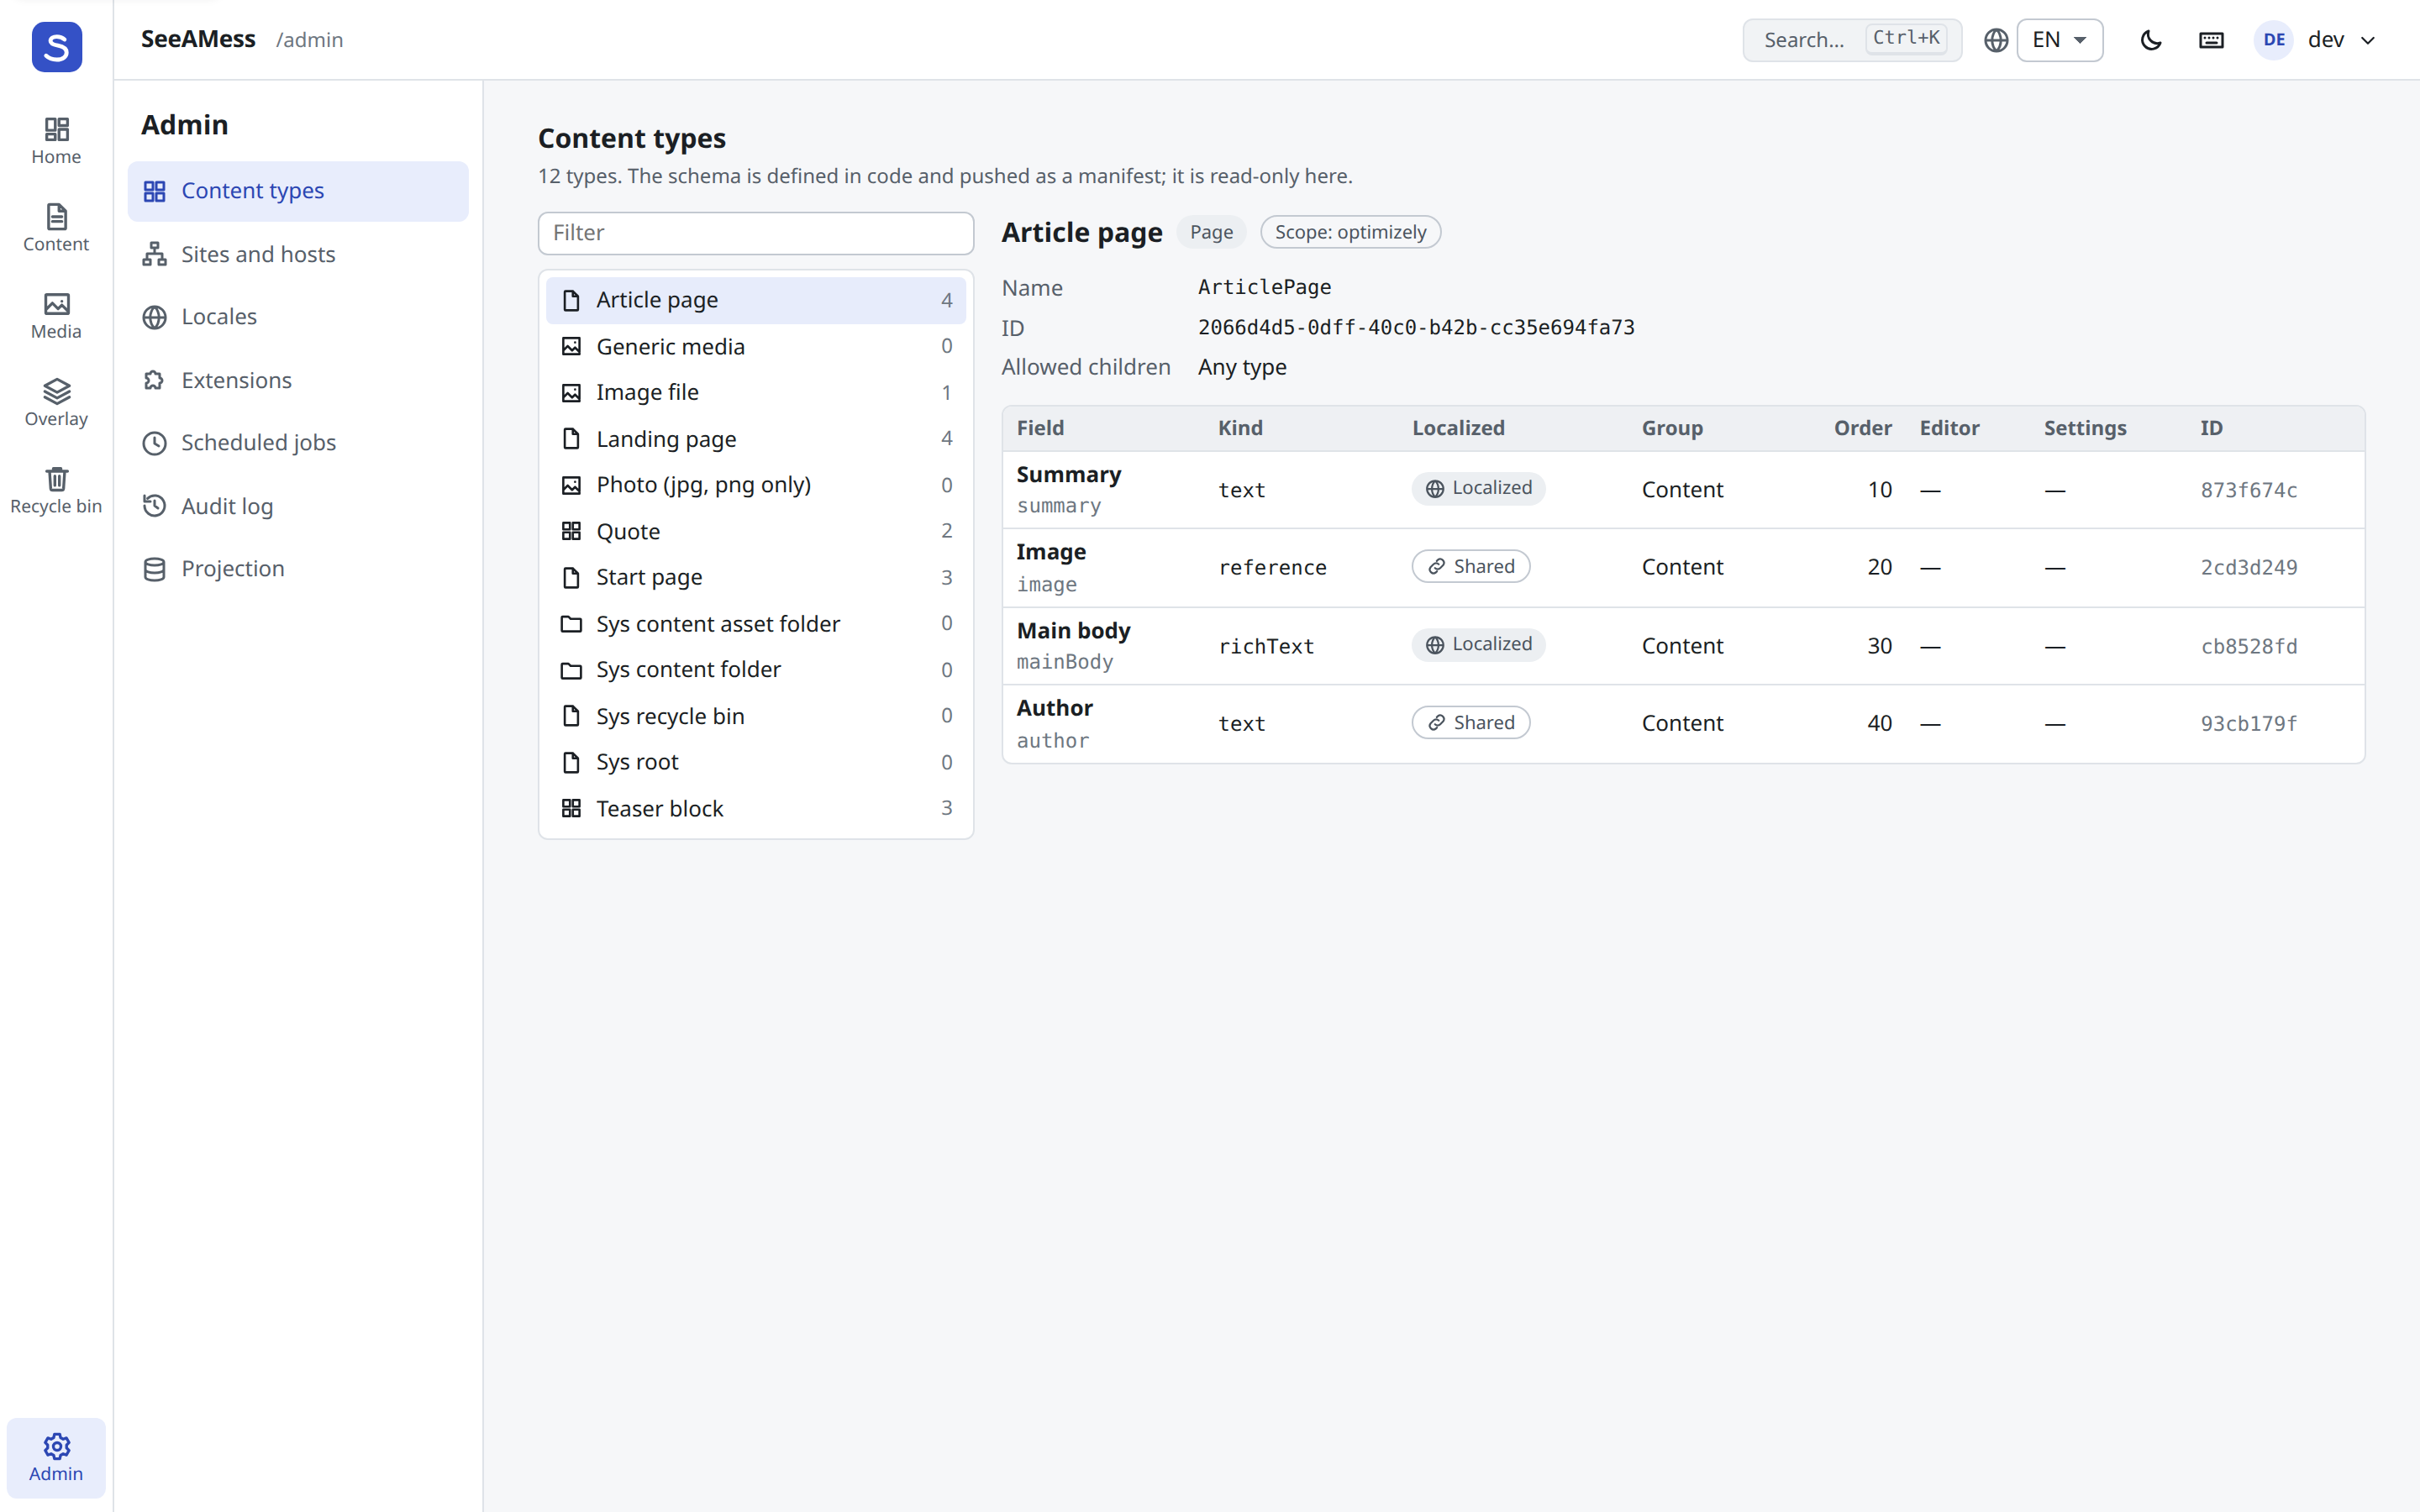 S
SeeAMess /admin
Search... Ctrl+K
EN
DE dev
Home
Content
Media
Overlay
Recycle bin
Admin
Admin
Content types
Sites and hosts
Locales
Extensions
Scheduled jobs
Audit log
Projection
Content types
12 types. The schema is defined in code and pushed as a manifest; it is read-only here.
Filter
Article page 4
Generic media 0
Image file 1
Landing page 4
Photo (jpg, png only) 0
Quote 2
Start page 3
Sys content asset folder 0
Sys content folder 0
Sys recycle bin 0
Sys root 0
Teaser block 3
Article page Page Scope: optimizely
Name ArticlePage
ID 2066d4d5-0dff-40c0-b42b-cc35e694fa73
Allowed children Any type
Field Kind Localized Group Order Editor Settings ID
Summary
summary
text Localized Content 10 — — 873f674c
Image
image
reference Shared Content 20 — — 2cd3d249
Main body
mainBody
richText Localized Content 30 — — cb8528fd
Author
author
text Shared Content 40 — — 93cb179f